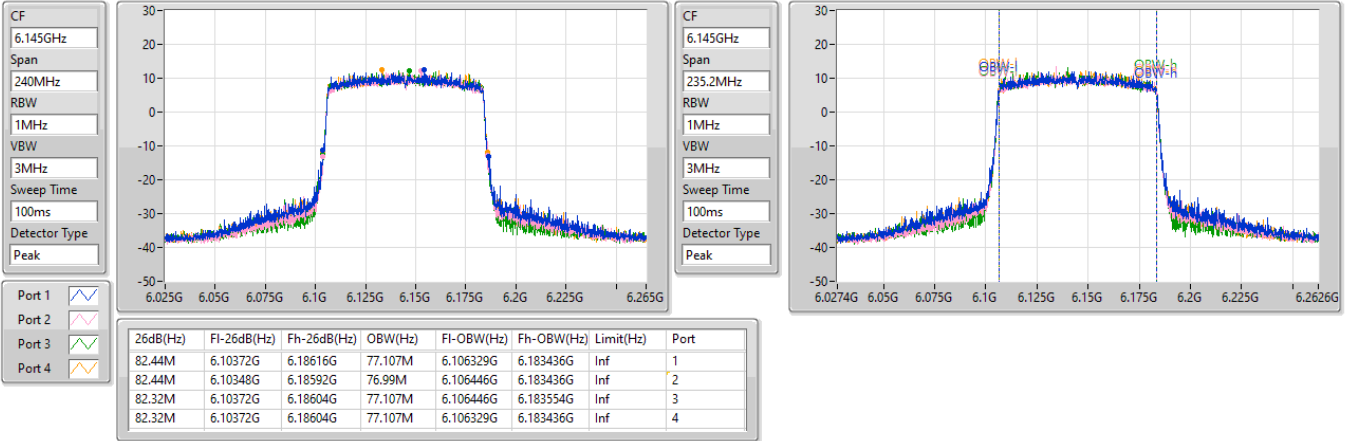 CF
6.145GHz
Span
240MHz
RBW
1MHz
VBW
3MHz
Sweep Time
100ms
Detector Type
Peak
30
20
10
0
-10
-20
-30
-40
-50
6.025G 6.05G 6.075G 6.1G 6.125G 6.15G 6.175G 6.2G 6.225G 6.265G
CF
6.145GHz
Span
235.2MHz
RBW
1MHz
VBW
3MHz
Sweep Time
100ms
Detector Type
Peak
30
20
10
0
-10
-20
-30
-40
-50
OBW-l OBW-h
6.0274G 6.05G 6.075G 6.1G 6.125G 6.15G 6.175G 6.2G 6.225G 6.2626G
Port 1
Port 2
Port 3
Port 4
26dB(Hz) Fl-26dB(Hz) Fh-26dB(Hz) OBW(Hz) Fl-OBW(Hz) Fh-OBW(Hz) Limit(Hz) Port
82.44M 6.10372G 6.18616G 77.107M 6.106329G 6.183436G Inf 1
82.44M 6.10348G 6.18592G 76.99M 6.106446G 6.183436G Inf 2
82.32M 6.10372G 6.18604G 77.107M 6.106446G 6.183554G Inf 3
82.32M 6.10372G 6.18604G 77.107M 6.106329G 6.183436G Inf 4